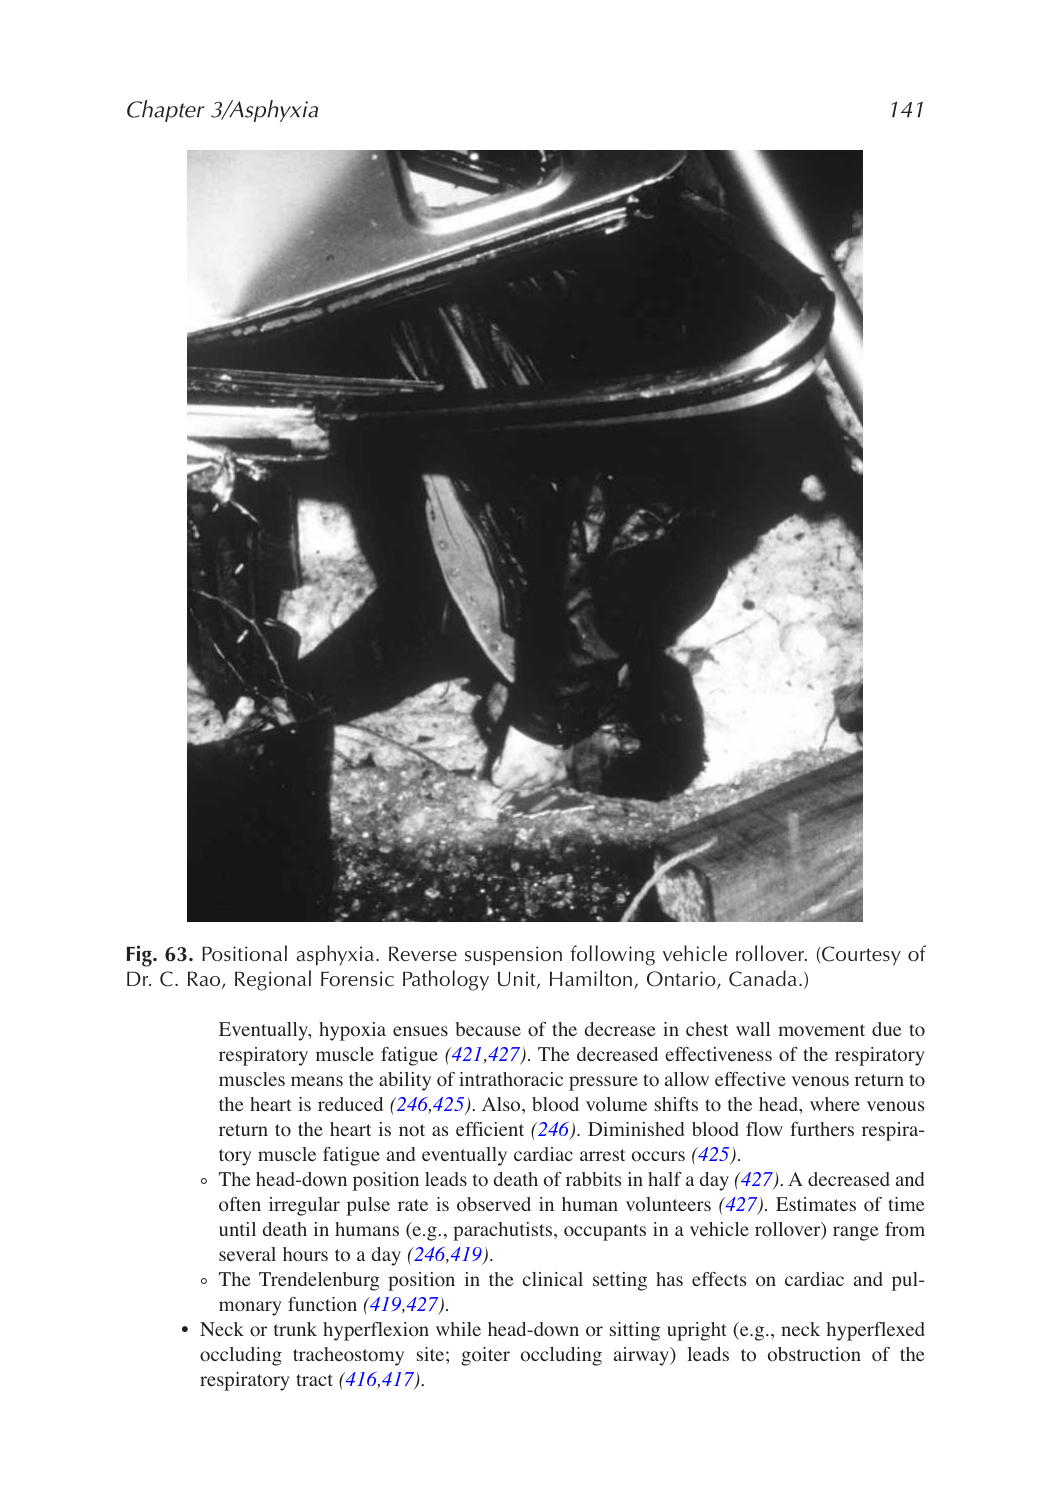 Chapter 3/Asphyxia 141
Fig. 63. Positional asphyxia. Reverse suspension following vehicle rollover. (Courtesy of
Dr. C. Rao, Regional Forensic Pathology Unit, Hamilton, Ontario, Canada.)
Eventually, hypoxia ensues because of the decrease in chest wall movement due to
respiratory muscle fatigue (421,427). The decreased effectiveness of the respiratory
muscles means the ability of intrathoracic pressure to allow effective venous return to
the heart is reduced (246,425). Also, blood volume shifts to the head, where venous
return to the heart is not as efficient (246). Diminished blood flow furthers respira-
tory muscle fatigue and eventually cardiac arrest occurs (425).
◦ The head-down position leads to death of rabbits in half a day (427). A decreased and
often irregular pulse rate is observed in human volunteers (427). Estimates of time
until death in humans (e.g., parachutists, occupants in a vehicle rollover) range from
several hours to a day (246,419).
◦ The Trendelenburg position in the clinical setting has effects on cardiac and pul-
monary function (419,427).
• Neck or trunk hyperflexion while head-down or sitting upright (e.g., neck hyperflexed
occluding tracheostomy site; goiter occluding airway) leads to obstruction of the
respiratory tract (416,417).